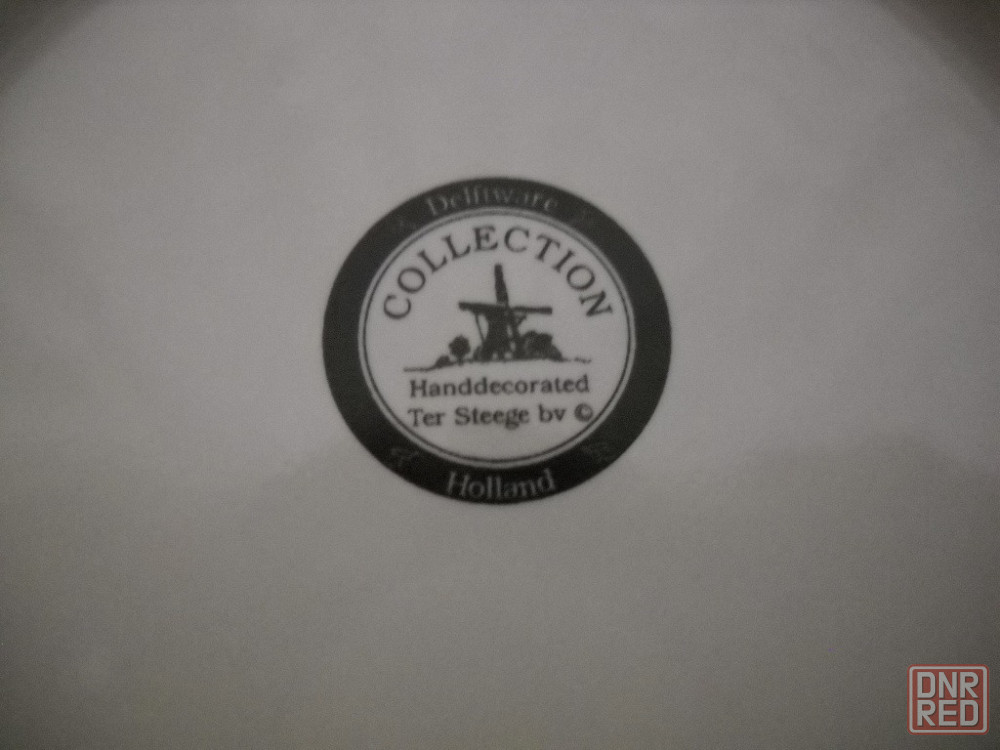 Delftware
COLLECTION
Handdecorated
Ter Steege bv ©
Holland
DNR
RED